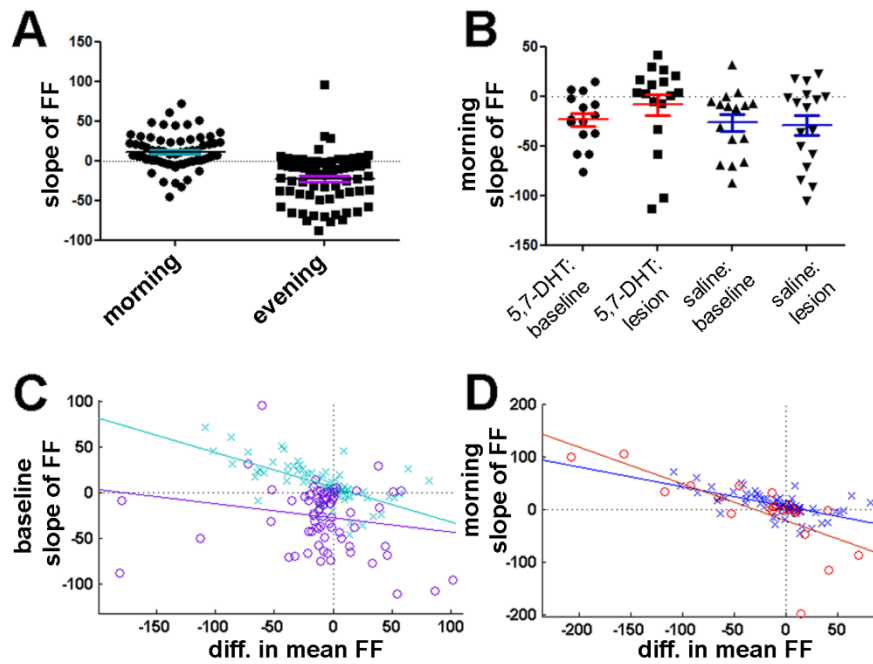 A
slope of FF
150
100
50
0
-50
-100
morning
evening
B
morning
slope of FF
50
0
-50
-100
-150
5,7-DHT:
baseline
5,7-DHT:
lesion
saline:
baseline
saline:
lesion
C
baseline
slope of FF
100
50
0
-50
-100
-150
-100
-50
0
50
100
diff. in mean FF
D
morning
slope of FF
200
100
0
-100
-200
-200
-150
-100
-50
0
50
diff. in mean FF